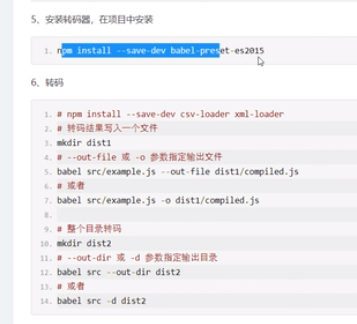 5、安装转码器，在项目中安装
1. npm install --save-dev babel-preset-es2015
6、转码
1. # npm install --save-dev csv-loader xml-loader
2. # 转码结果写入一个文件
3. mkdir dist1
4. # --out-file 或 -o 参数指定输出文件
5. babel src/example.js --out-file dist1/compiled.js
6. # 或者
7. babel src/example.js -o dist1/compiled.js
8.
9. # 整个目录转码
10. mkdir dist2
11. # --out-dir 或 -d 参数指定输出目录
12. babel src --out-dir dist2
13. # 或者
14. babel src -d dist2